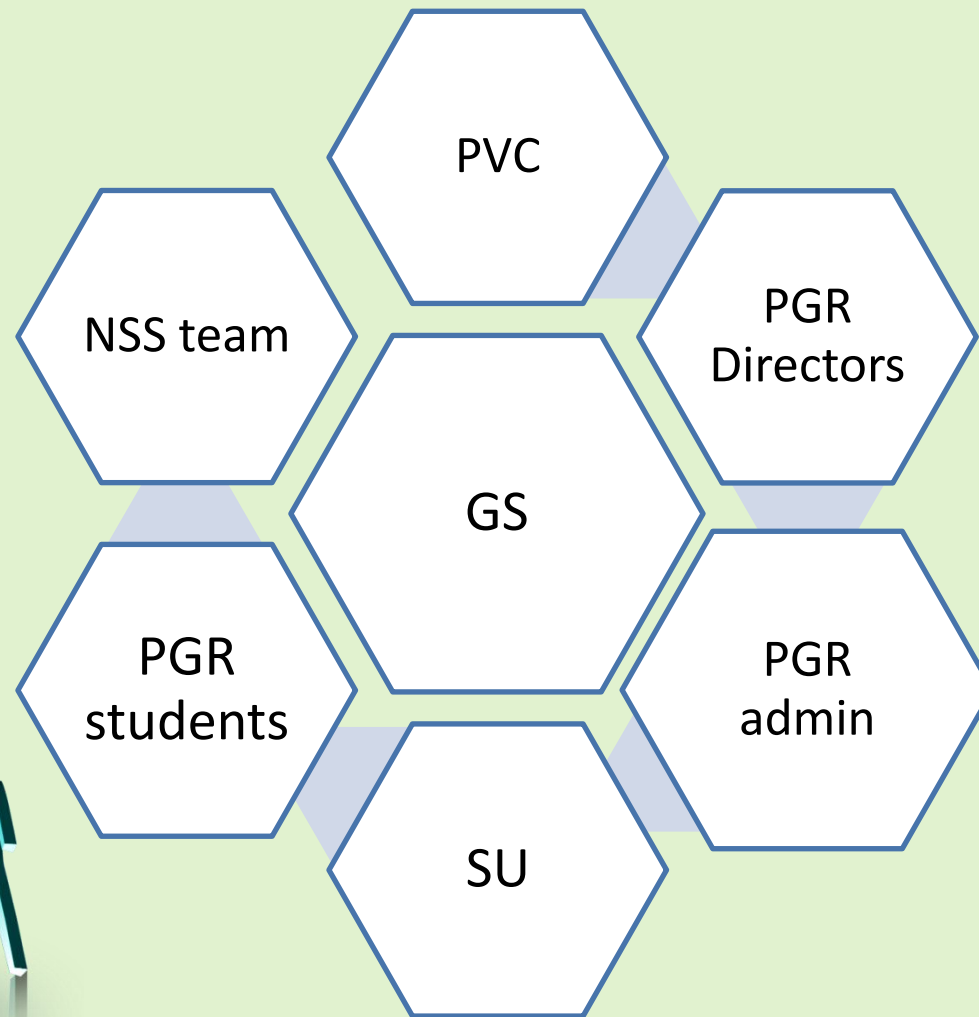 PVC
NSS team
PGR
Directors
GS
PGR
students
PGR
admin
SU